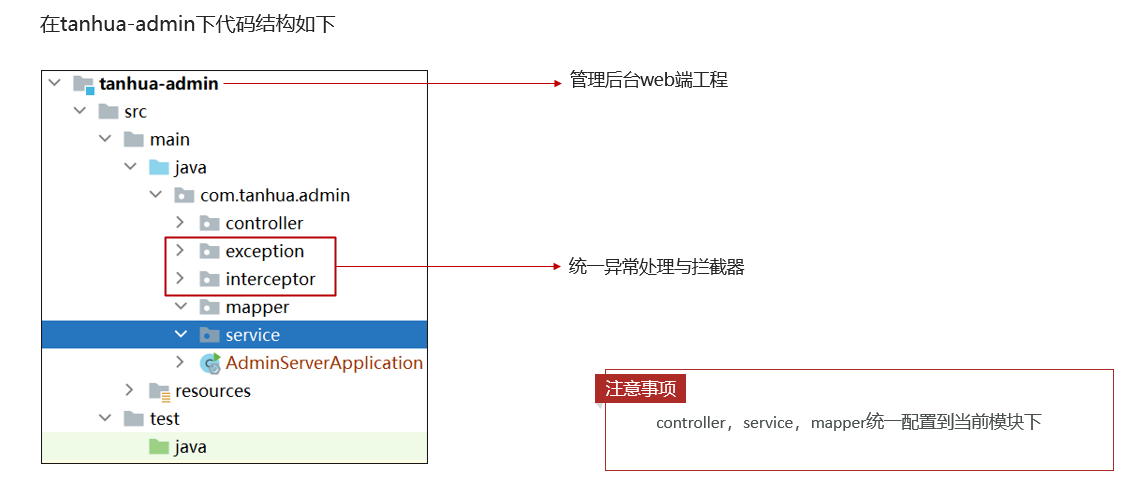 在tanhua-admin下代码结构如下
tanhua-admin
管理后台web端工程
src
main
java
com.tanhua.admin
controller
exception
统一异常处理与拦截器
interceptor
mapper
service
AdminServerApplication
resources
test
java
注意事项
controller，service，mapper统一配置到当前模块下